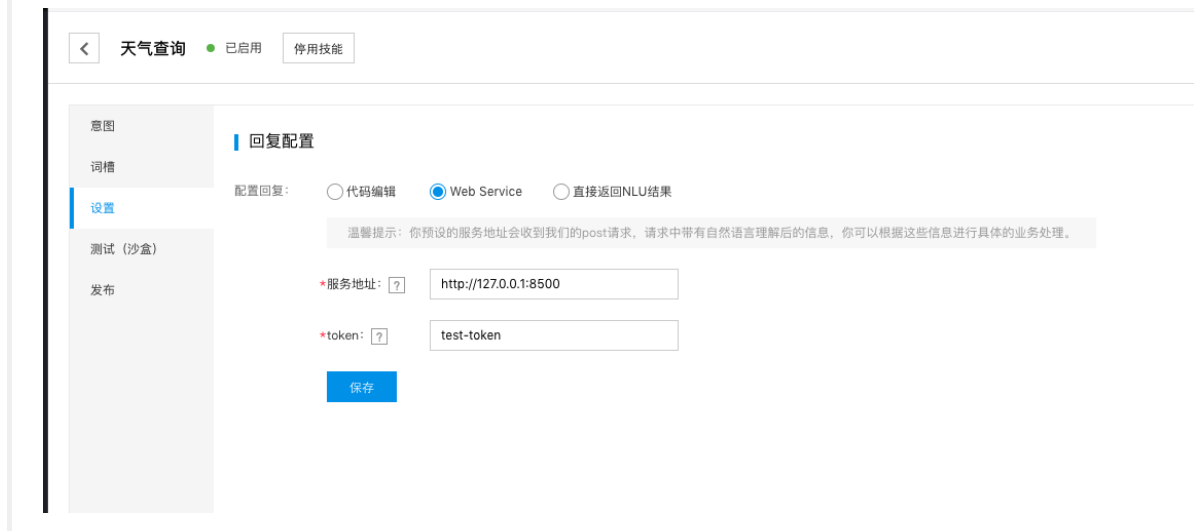 天气查询 已启用 停用技能
意图
词槽
设置
测试（沙盒）
发布
回复配置
配置回复： 代码编辑 Web Service 直接返回NLU结果
温馨提示：你预设的服务地址会收到我们的post请求，请求中带有自然语言理解后的信息，你可以根据这些信息进行具体的业务处理。
*服务地址： ? http://127.0.0.1:8500
*token： ? test-token
保存